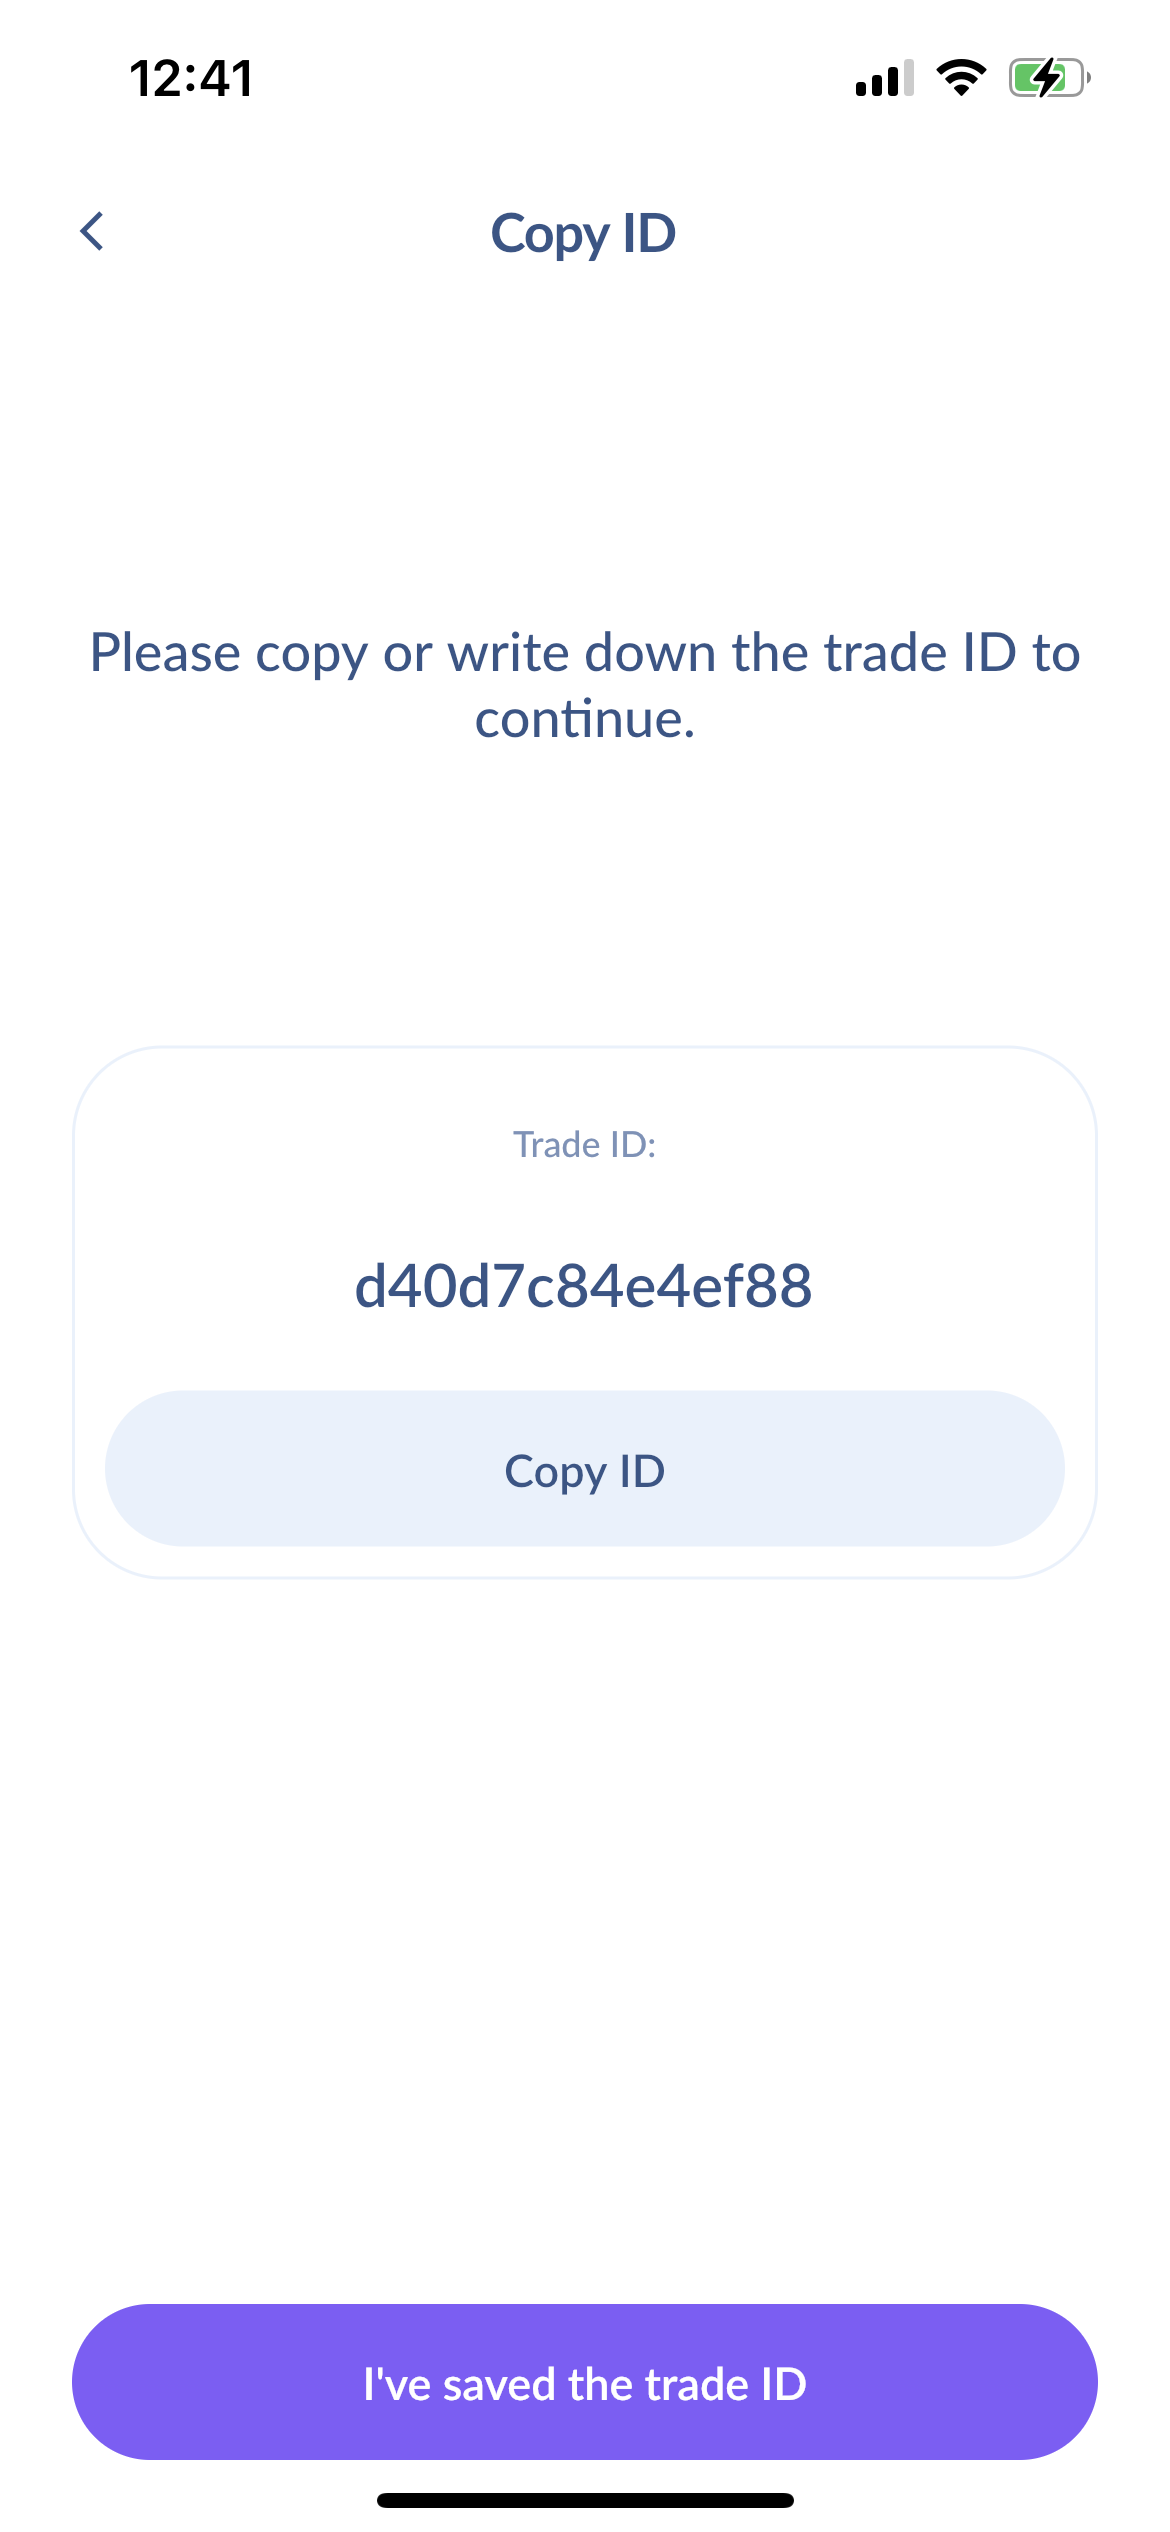 12:41
Copy ID
Please copy or write down the trade ID to
continue.
Trade ID:
d40d7c84e4ef88
Copy ID
I've saved the trade ID